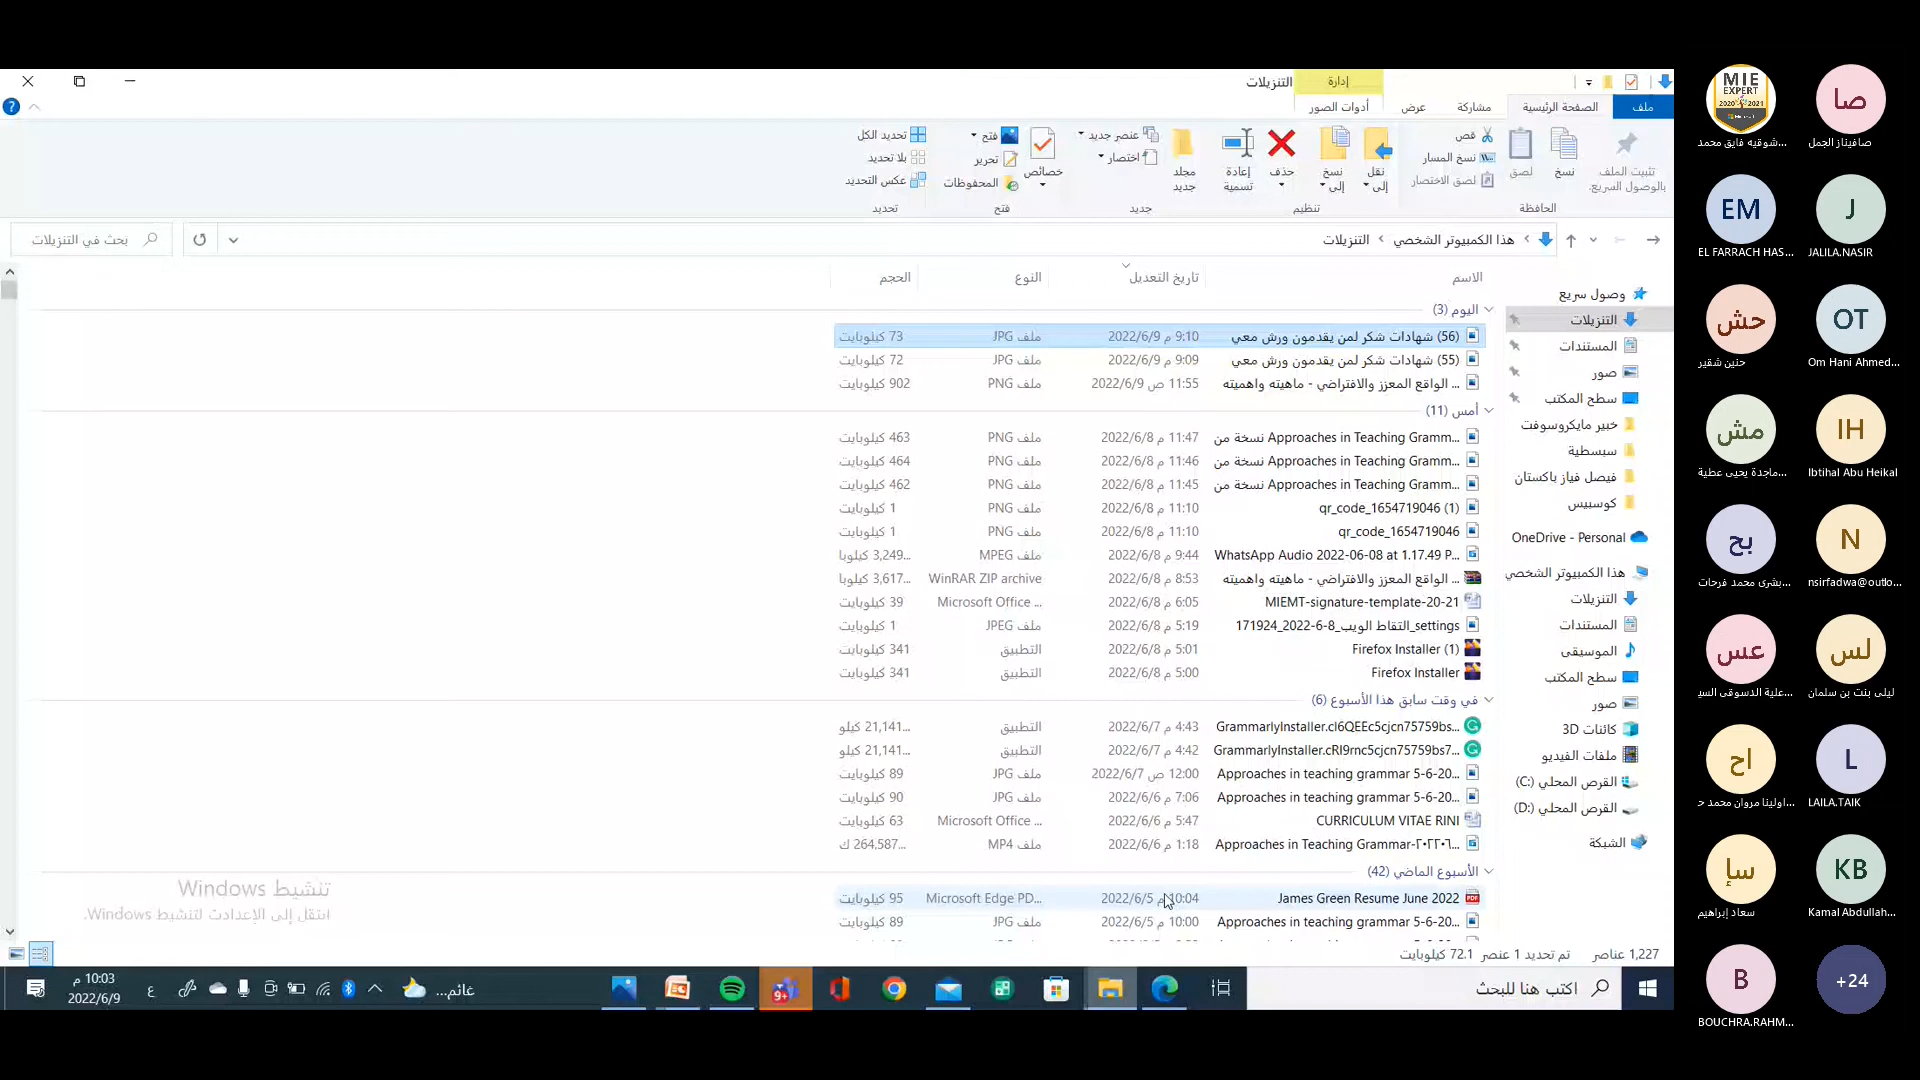 التنزيلات
إدارة
ملف
الصفحة الرئيسية
مشاركة
عرض
أدوات الصور
تثبيت الملف
بالوصول السريع.
نسخ
لصق
قص
نسخ المسار
لصق الاختصار
الحافظة
نقل
إلى
نسخ
إلى
حذف
إعادة
تسمية
تنظيم
مجلد
جديد
عنصر جديد
اختصار
جديد
خصائص
فتح
تحرير
المحفوظات
فتح
تحديد الكل
بلا تحديد
عكس التحديد
تحديد
هذا الكمبيوتر الشخصي › التنزيلات
بحث في التنزيلات
الاسم تاريخ التعديل النوع الحجم
اليوم (3)
شهادات شكر لمن يقدمون ورش معي (56) 2022/6/9 9:10 م ملف JPG 73 كيلوبايت
شهادات شكر لمن يقدمون ورش معي (55) 2022/6/9 9:09 م ملف JPG 72 كيلوبايت
الواقع المعزز والافتراضي - ماهيته واهميته ... 2022/6/9 11:55 ص ملف PNG 902 كيلوبايت
أمس (11)
نسخة من Approaches in Teaching Gramm... 2022/6/8 11:47 م ملف PNG 463 كيلوبايت
نسخة من Approaches in Teaching Gramm... 2022/6/8 11:46 م ملف PNG 464 كيلوبايت
نسخة من Approaches in Teaching Gramm... 2022/6/8 11:45 م ملف PNG 462 كيلوبايت
qr_code_1654719046 (1) 2022/6/8 11:10 م ملف PNG 1 كيلوبايت
qr_code_1654719046 2022/6/8 11:10 م ملف PNG 1 كيلوبايت
WhatsApp Audio 2022-06-08 at 1.17.49 P... 2022/6/8 9:44 م ملف MPEG 3,249... كيلوبا
الواقع المعزز والافتراضي - ماهيته واهميته ... 2022/6/8 8:53 م WinRAR ZIP archive 3,617... كيلوبا
MIEMT-signature-template-20-21 2022/6/8 6:05 م Microsoft Office ... 39 كيلوبايت
التقاط الويب_8-6-2022_171924_settings 2022/6/8 5:19 م ملف JPEG 1 كيلوبايت
Firefox Installer (1) 2022/6/8 5:01 م التطبيق 341 كيلوبايت
Firefox Installer 2022/6/8 5:00 م التطبيق 341 كيلوبايت
في وقت سابق هذا الأسبوع (6)
GrammarlyInstaller.cl6QEEc5cjcn75759bs... 2022/6/7 4:43 م التطبيق 21,141... كيلو
GrammarlyInstaller.cRI9rnc5cjcn75759bs7... 2022/6/7 4:42 م التطبيق 21,141... كيلو
Approaches in teaching grammar 5-6-20... 2022/6/7 12:00 ص ملف JPG 89 كيلوبايت
Approaches in teaching grammar 5-6-20... 2022/6/6 7:06 م ملف JPG 90 كيلوبايت
CURRICULUM VITAE RINI 2022/6/6 5:47 م Microsoft Office ... 63 كيلوبايت
Approaches in Teaching Grammar-٢٠٢٢٠٦... 2022/6/6 1:18 م ملف MP4 264,587... ك
الأسبوع الماضي (42)
James Green Resume June 2022 2022/6/5 10:04 م Microsoft Edge PD... 95 كيلوبايت
Approaches in teaching grammar 5-6-20... 2022/6/5 10:00 م ملف JPG 89 كيلوبايت
وصول سريع
التنزيلات
المستندات
صور
سطح المكتب
خبير مايكروسوفت
سبسطية
فيصل فياز باكستان
كوسبيس
OneDrive - Personal
هذا الكمبيوتر الشخصي
التنزيلات
المستندات
الموسيقى
سطح المكتب
صور
كائنات 3D
ملفات الفيديو
القرص المحلي (C:)
القرص المحلي (D:)
الشبكة
تنشيط Windows
انتقل إلى الإعدادت لتنشيط Windows.
1,227 عناصر تم تحديد 1 عنصر 72.1 كيلوبايت
اكتب هنا للبحث
9+
غائم...
ع
10:03 م
2022/6/9
MIE
EXPERT
2020 2021
Microsoft
شوقيه فايق محمد...
صا
صافيناز الجمل
EM
EL FARRACH HAS...
J
JALILA.NASIR
حش
حنين شقير
OT
Om Hani Ahmed...
مش
ماجدة يحيى عطية...
IH
Ibtihal Abu Heikal
بح
بشرى محمد فرحات...
N
nsirfadwa@outlo...
عس
علية الدسوقى السي...
لس
ليلى بنت بن سلمان
اح
اولينا مروان محمد ح...
L
LAILA.TAIK
سإ
سعاد إبراهيم
KB
Kamal Abdullah...
B
BOUCHRA.RAHM...
+24